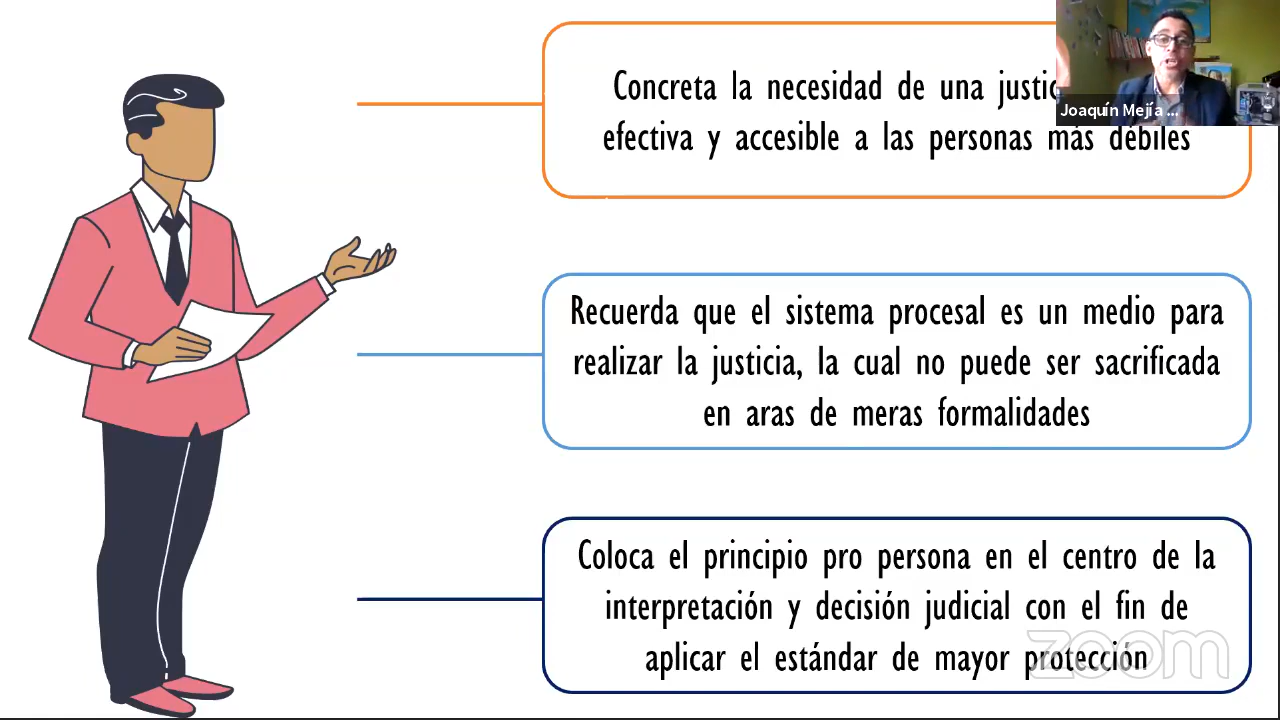 Concreta la necesidad de una
efectiva y accesible a las personas más débiles
Joaquín Mejía ...
Recuerda que el sistema procesal es un medio para
realizar la justicia, la cual no puede ser sacrificada
en aras de meras formalidades
Coloca el principio pro persona en el centro de la
interpretación y decisión judicial con el fin de
aplicar el estándar de mayor protección
zoom